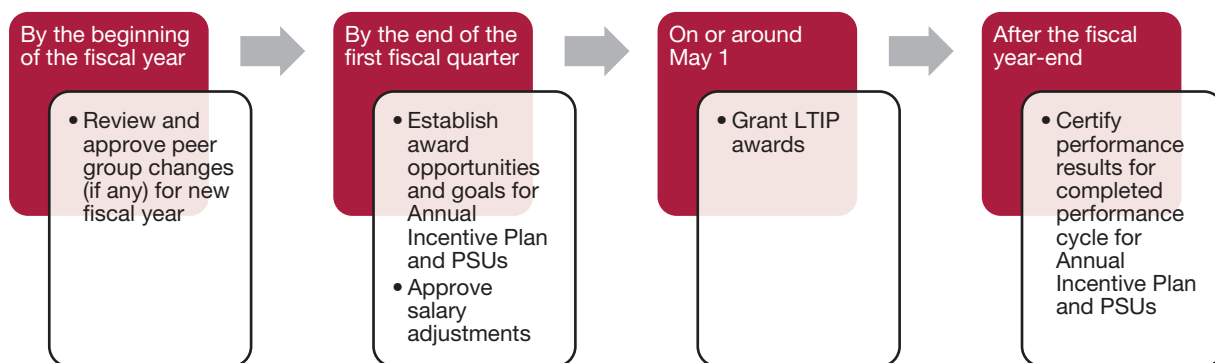 By the beginning
of the fiscal year
• Review and
approve peer
group changes
(if any) for new
fiscal year
By the end of the
first fiscal quarter
• Establish
award
opportunities
and goals for
Annual
Incentive Plan
and PSUs
• Approve
salary
adjustments
On or around
May 1
• Grant LTIP
awards
After the fiscal
year-end
• Certify
performance
results for
completed
performance
cycle for
Annual
Incentive Plan
and PSUs